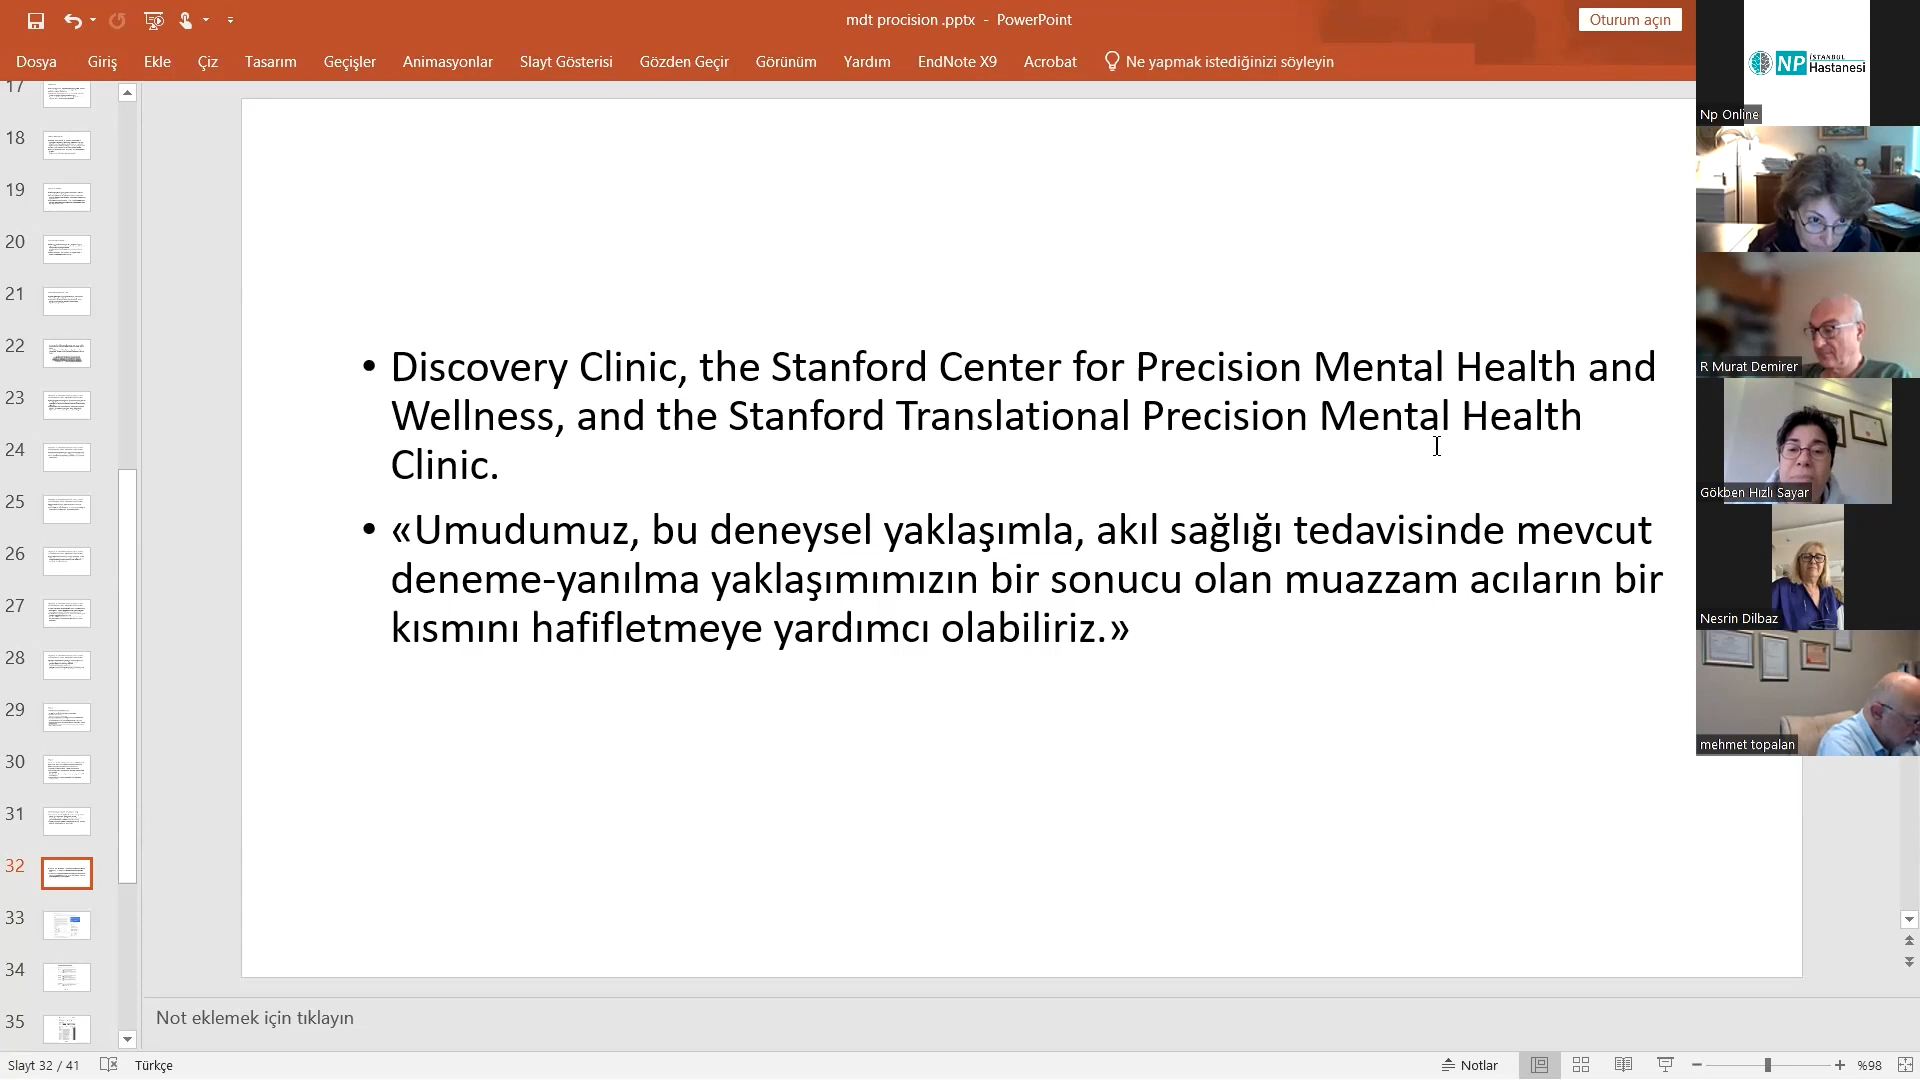 mdt procision .pptx - PowerPoint
Oturum açın
Dosya Giriş Ekle Çiz Tasarım Geçişler Animasyonlar Slayt Gösterisi Gözden Geçir Görünüm Yardım EndNote X9 Acrobat Ne yapmak istediğinizi söyleyin
17
18
19
20
21
22
23
24
25
26
27
28
29
30
31
32
33
34
35
• Discovery Clinic, the Stanford Center for Precision Mental Health and
Wellness, and the Stanford Translational Precision Mental Health
Clinic.
• «Umudumuz, bu deneysel yaklaşımla, akıl sağlığı tedavisinde mevcut
deneme-yanılma yaklaşımımızın bir sonucu olan muazzam acıların bir
kısmını hafifletmeye yardımcı olabiliriz.»
NP İSTANBUL
Hastanesi
Np Online
R Murat Demirer
Gökben Hızlı Sayar
Nesrin Dilbaz
mehmet topalan
Not eklemek için tıklayın
Slayt 32 / 41 Türkçe Notlar %98